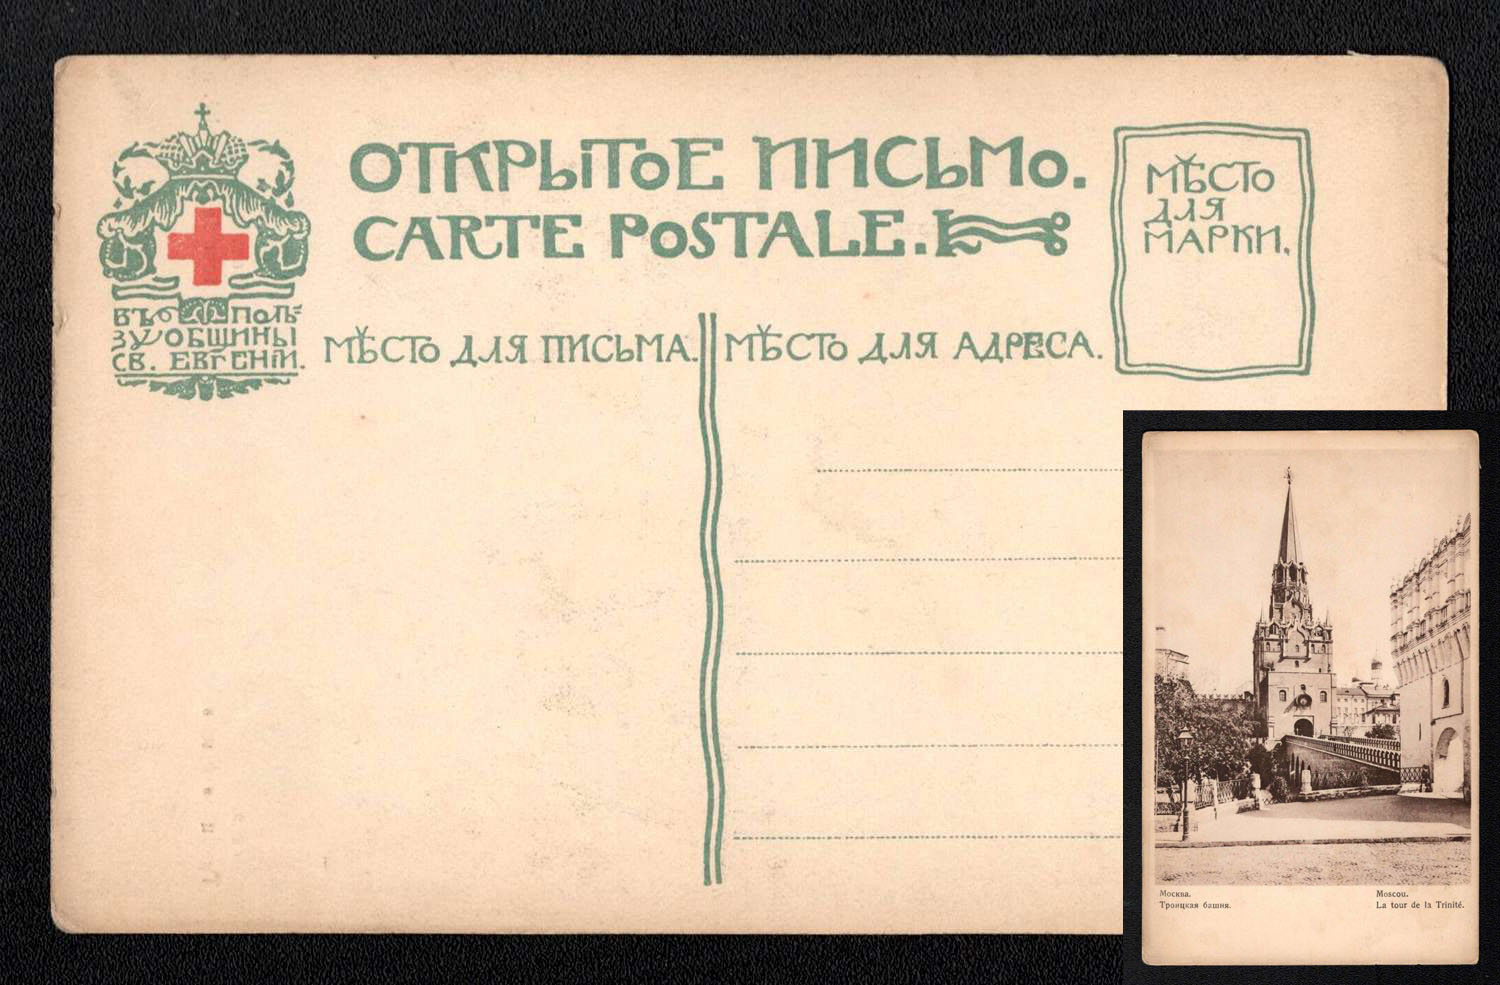 ОТКРЫТОЕ ПИСЬМО.
CARTE POSTALE.
МѢСТО
ДЛЯ
МАРКИ.
ВЪ ПОЛЬ-
ЗУ ОБЩИНЫ
СВ. ЕВГЕНІИ.
МѢСТО ДЛЯ ПИСЬМА.
МѢСТО ДЛЯ АДРЕСА.
Москва.
Троицкая башня.
Moscou.
La tour de la Trinité.